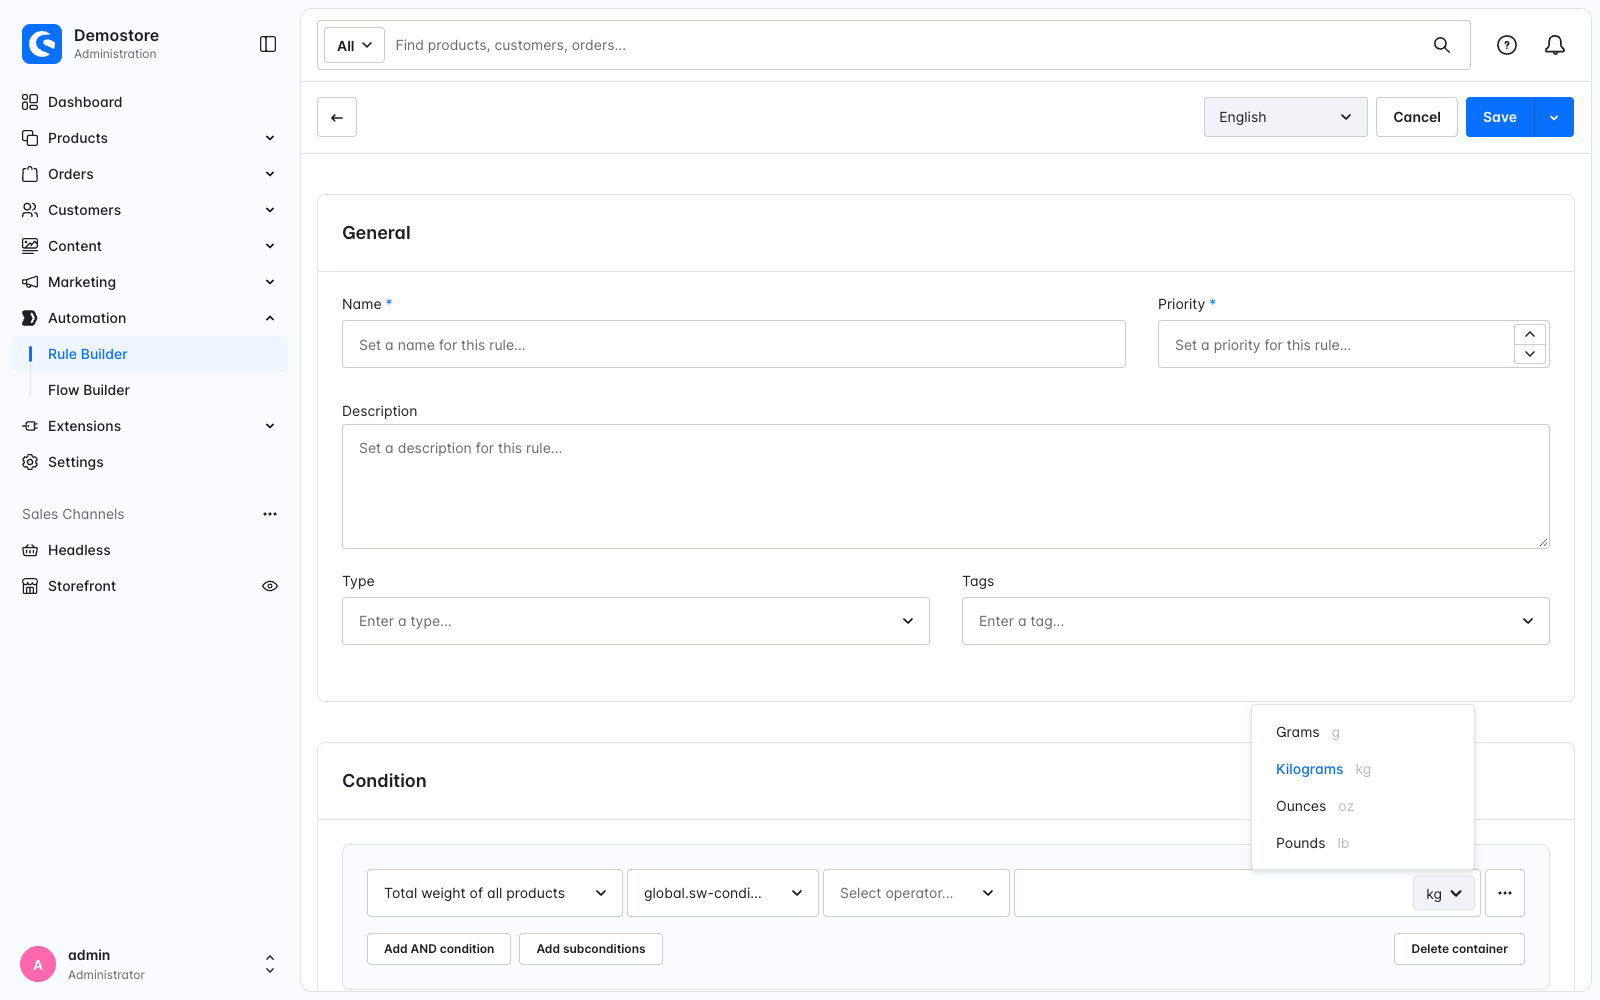 Demostore
Administration
Dashboard
Products
Orders
Customers
Content
Marketing
Automation
Rule Builder
Flow Builder
Extensions
Settings
Sales Channels
Headless
Storefront
A
admin
Administrator
All
Find products, customers, orders...
English
Cancel
Save
General
Name *
Set a name for this rule...
Priority *
Set a priority for this rule...
Description
Set a description for this rule...
Type
Enter a type...
Tags
Enter a tag...
Condition
Grams g
Kilograms kg
Ounces oz
Pounds lb
Total weight of all products
global.sw-condi...
Select operator...
kg
Add AND condition
Add subconditions
Delete container